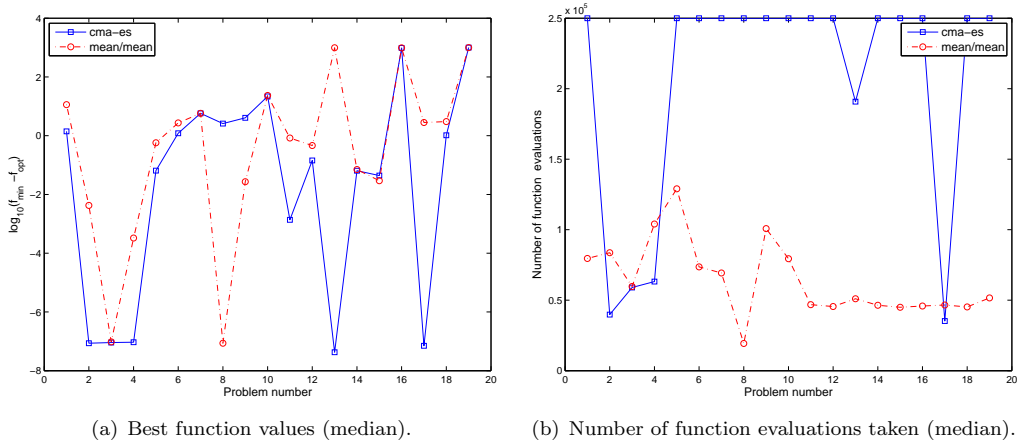 cma−es
mean/mean
4
2
0
−2
−4
−6
−8
log10(f_min −f_opt)
0 2 4 6 8 10 12 14 16 18 20
Problem number
(a) Best function values (median).
x 10^5
2.5
2
1.5
1
0.5
0
Number of function evaluations
cma−es
mean/mean
0 2 4 6 8 10 12 14 16 18 20
Problem number
(b) Number of function evaluations taken (median).